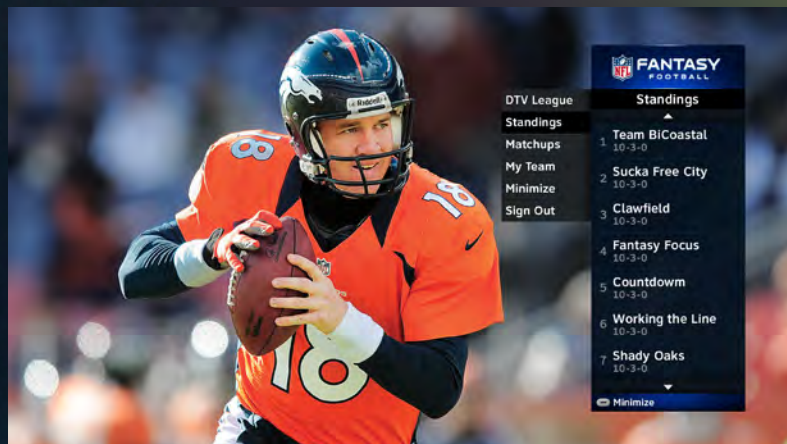 18
18
18
Riddell
NFL
DTV League
Standings
Matchups
My Team
Minimize
Sign Out
NFL
FANTASY
FOOTBALL
Standings
1 Team BiCoastal
10-3-0
2 Sucka Free City
10-3-0
3 Clawfield
10-3-0
4 Fantasy Focus
10-3-0
5 Countdowm
10-3-0
6 Working the Line
10-3-0
7 Shady Oaks
10-3-0
Minimize